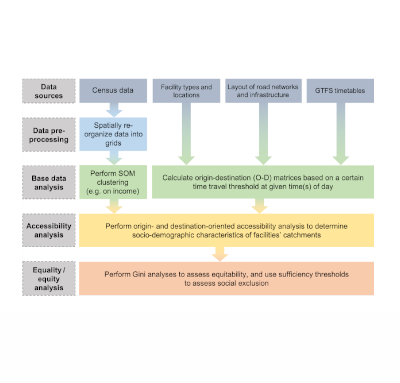 Data
sources
Census data
Facility types and
locations
Layout of road networks
and infrastructure
GTFS timetables
Data pre-
processing
Spatially re-
organize data into
grids
Base data
analysis
Perform SOM
clustering
(e.g. on income)
Calculate origin-destination (O-D) matrices based on a certain
time travel threshold at given time(s) of day
Accessibility
analysis
Perform origin- and destination-oriented accessibility analysis to determine
socio-demographic characteristics of facilities' catchments
Equality /
equity
analysis
Perform Gini analyses to assess equitability, and use sufficiency thresholds
to assess social exclusion